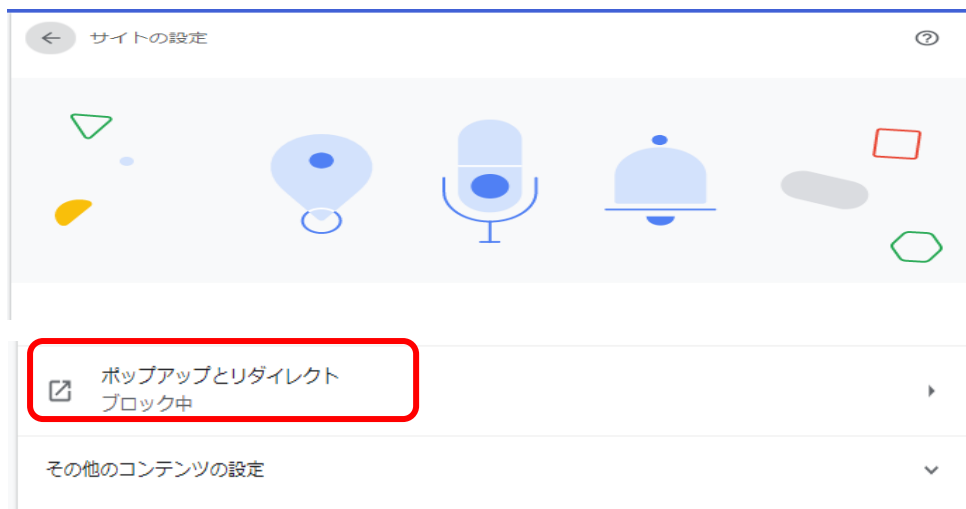 サイトの設定
ポップアップとリダイレクト
ブロック中
その他のコンテンツの設定